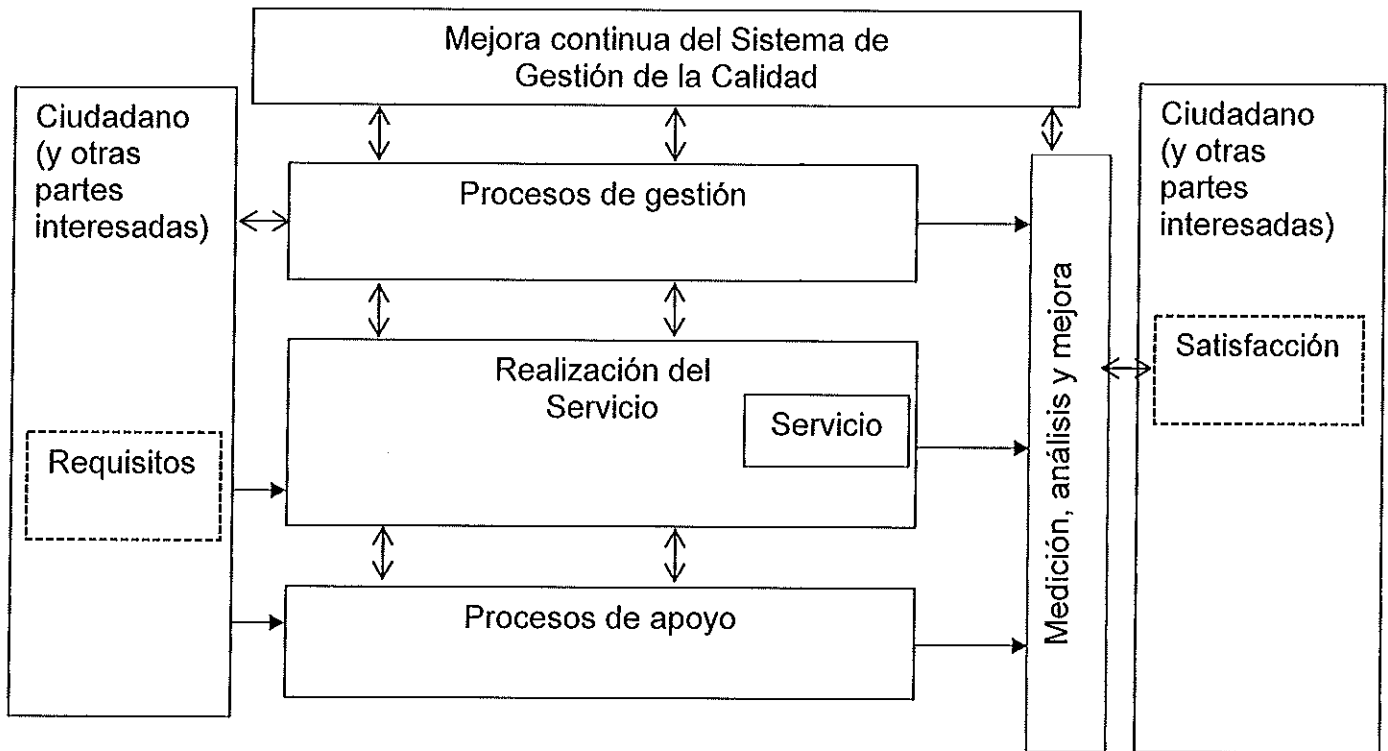 Mejora continua del Sistema de
Gestión de la Calidad
Ciudadano
(y otras
partes
interesadas)
Requisitos
Procesos de gestión
Realización del
Servicio
Servicio
Procesos de apoyo
Medición, análisis y mejora
Ciudadano
(y otras
partes
interesadas)
Satisfacción